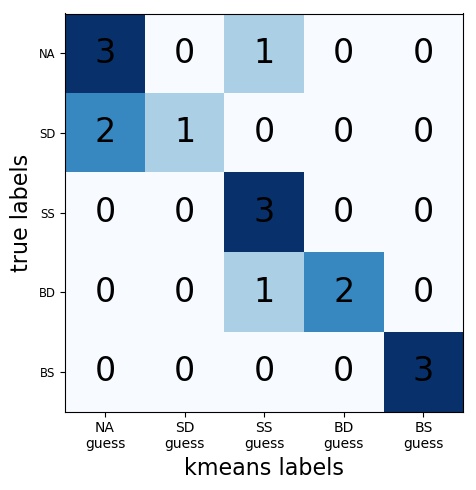 true labels
NA 3 0 1 0 0
SD 2 1 0 0 0
SS 0 0 3 0 0
BD 0 0 1 2 0
BS 0 0 0 0 3
NA SD SS BD BS
guess guess guess guess guess
kmeans labels